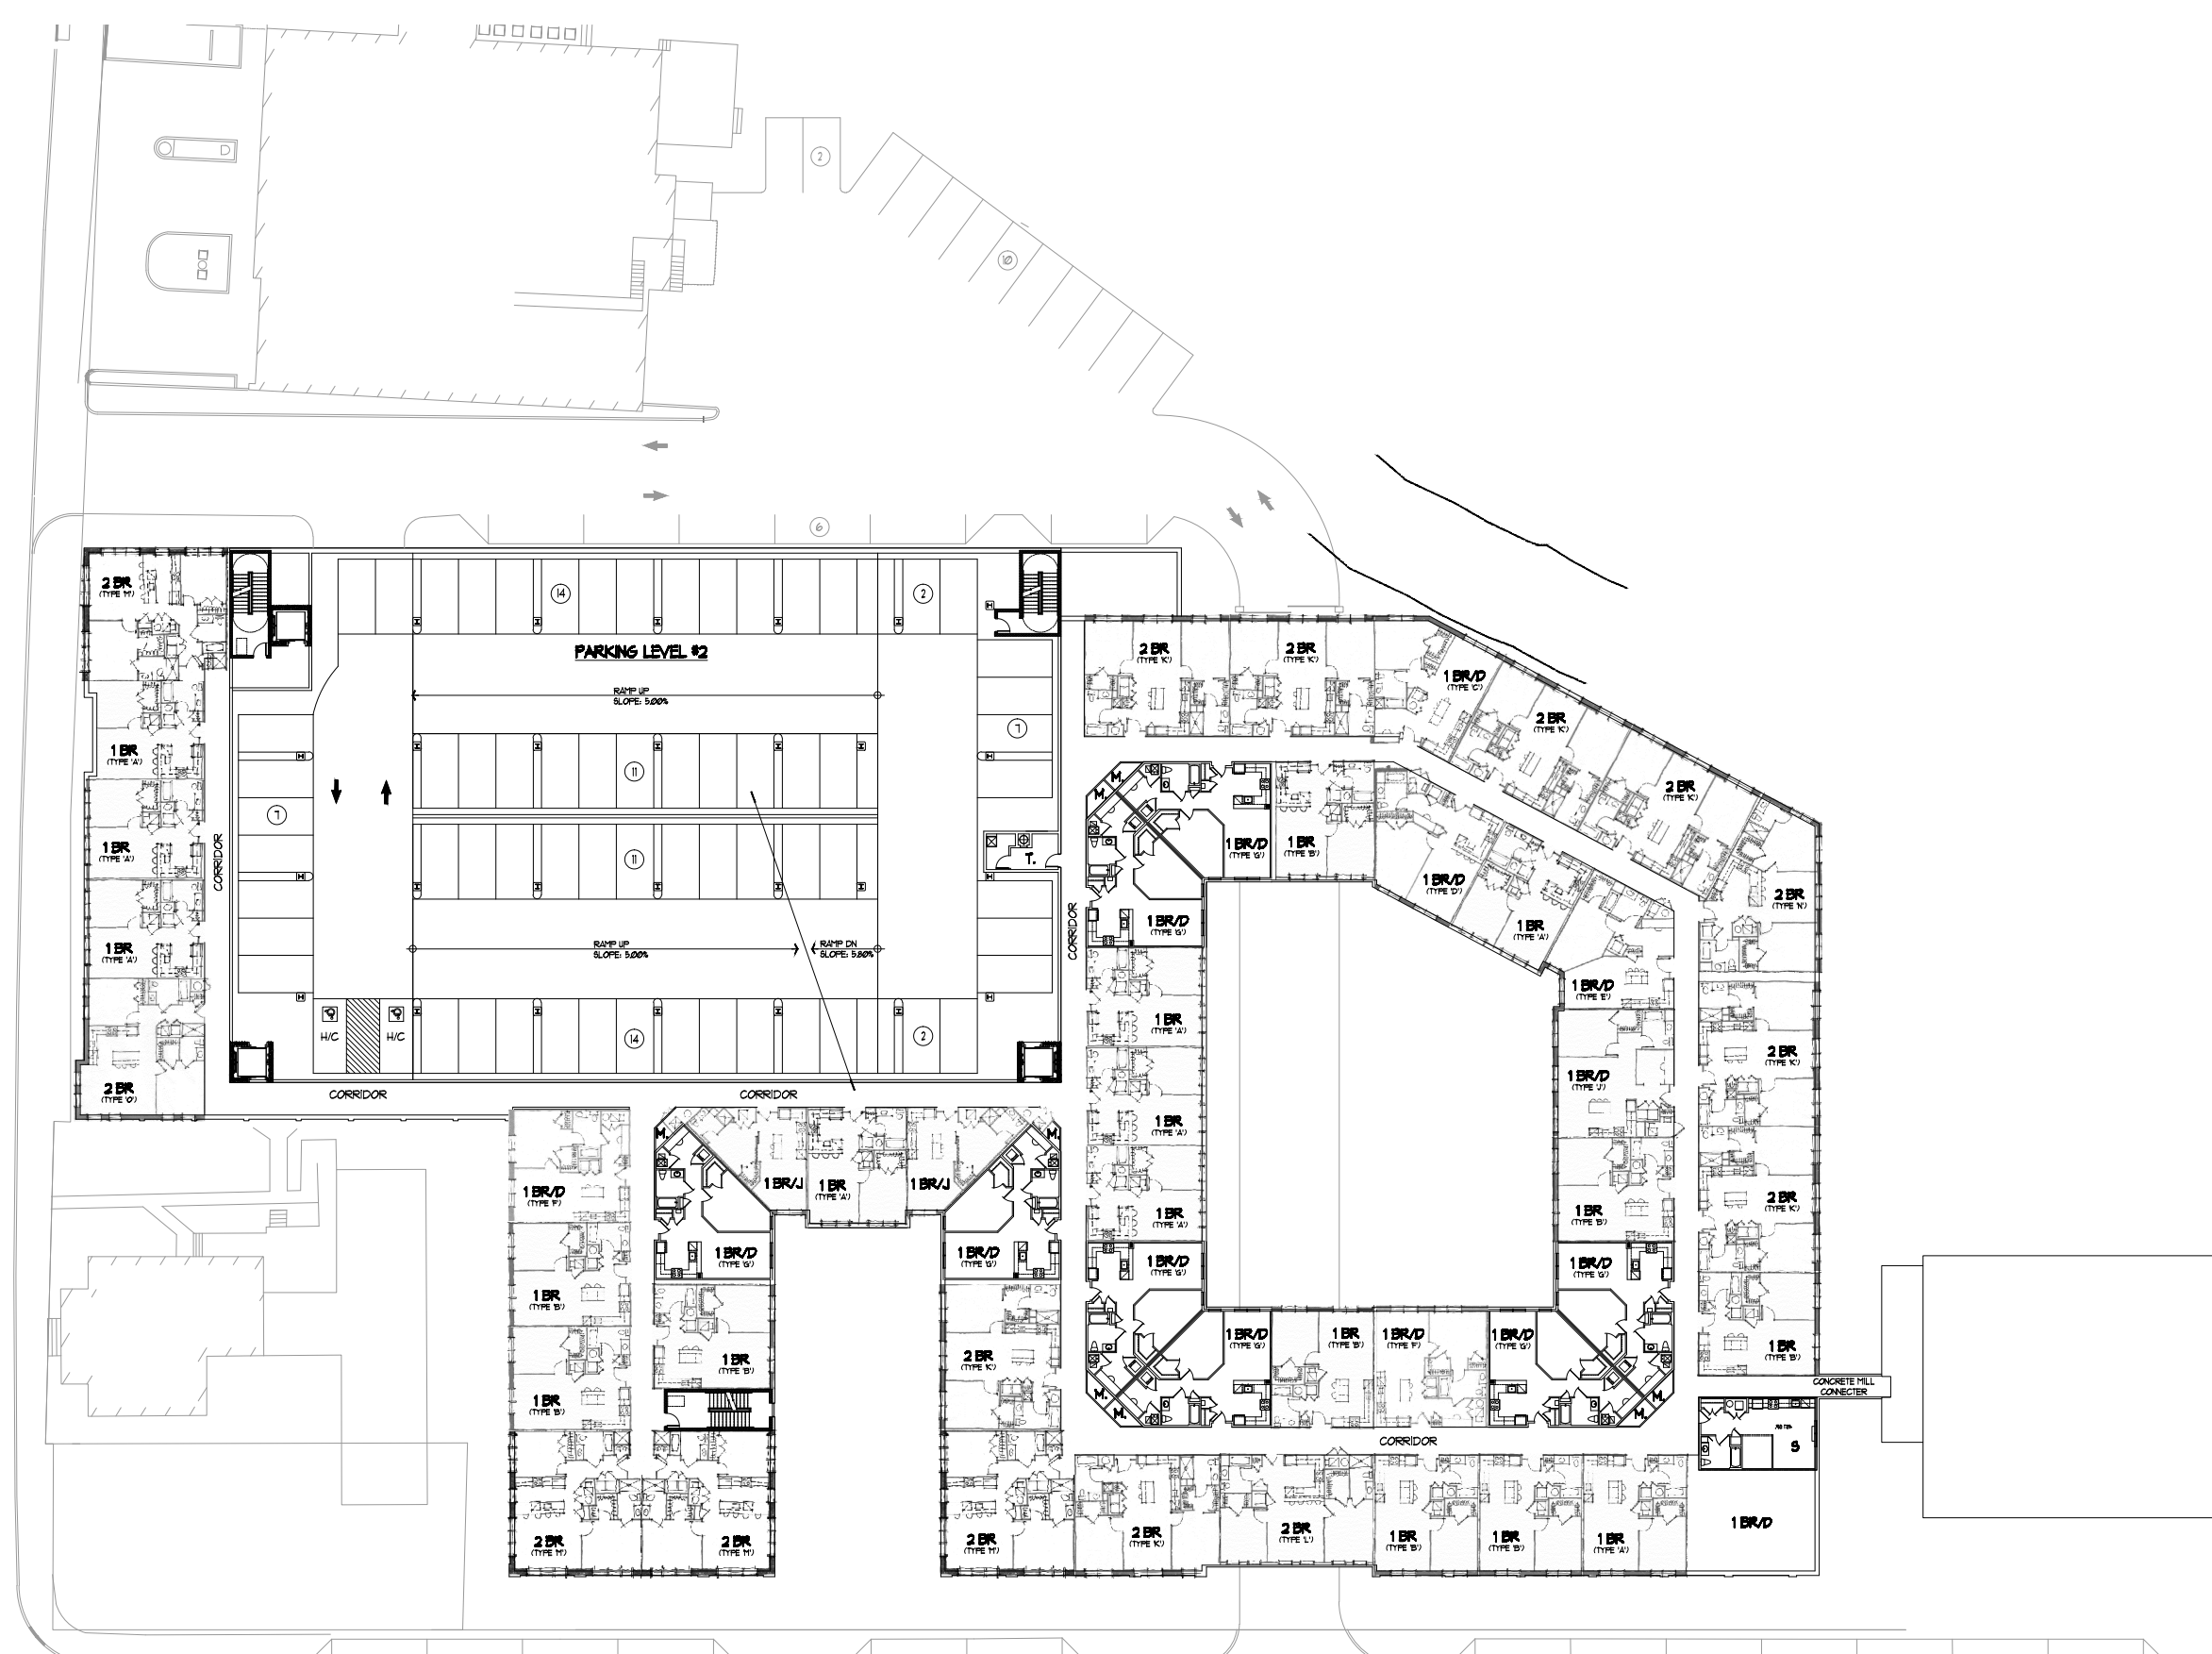 2
10
6
2 BR
(TYPE 'M')
14
2
PARKING LEVEL #2
RAMP UP
SLOPE: 5.00%
7
1 BR
(TYPE 'A')
11
7
1 BR
(TYPE 'A')
CORRIDOR
11
T.
1 BR
(TYPE 'A')
RAMP UP
SLOPE: 5.00%
RAMP DN
SLOPE: 5.80%
CORRIDOR
H/C
H/C
14
2
2 BR
(TYPE 'O')
CORRIDOR
CORRIDOR
2 BR
(TYPE 'K')
2 BR
(TYPE 'K')
1 BR/D
(TYPE 'C')
2 BR
(TYPE 'K')
2 BR
(TYPE 'K')
2 BR
(TYPE 'N')
M.
M.
1 BR/D
(TYPE 'G')
1 BR
(TYPE 'B')
1 BR/D
(TYPE 'D')
1 BR
(TYPE 'A')
1 BR/D
(TYPE 'G')
1 BR/D
(TYPE 'E')
1 BR
(TYPE 'A')
2 BR
(TYPE 'K')
1 BR/D
(TYPE 'J')
1 BR
(TYPE 'A')
M.
M.
1 BR/J
1 BR
(TYPE 'A')
1 BR/J
1 BR/D
(TYPE 'F')
1 BR
(TYPE 'A')
1 BR
(TYPE 'B')
2 BR
(TYPE 'K')
1 BR/D
(TYPE 'G')
1 BR/D
(TYPE 'G')
1 BR/D
(TYPE 'G')
1 BR/D
(TYPE 'G')
1 BR
(TYPE 'B')
1 BR
(TYPE 'B')
2 BR
(TYPE 'K')
1 BR/D
(TYPE 'G')
1 BR
(TYPE 'B')
1 BR/D
(TYPE 'F')
1 BR/D
(TYPE 'G')
1 BR
(TYPE 'B')
1 BR
(TYPE 'B')
M.
M.
M.
M.
CONCRETE MILL
CONNECTER
CORRIDOR
S
2 BR
(TYPE 'M')
2 BR
(TYPE 'M')
2 BR
(TYPE 'M')
2 BR
(TYPE 'K')
2 BR
(TYPE 'L')
1 BR
(TYPE 'B')
1 BR
(TYPE 'B')
1 BR
(TYPE 'A')
1 BR/D